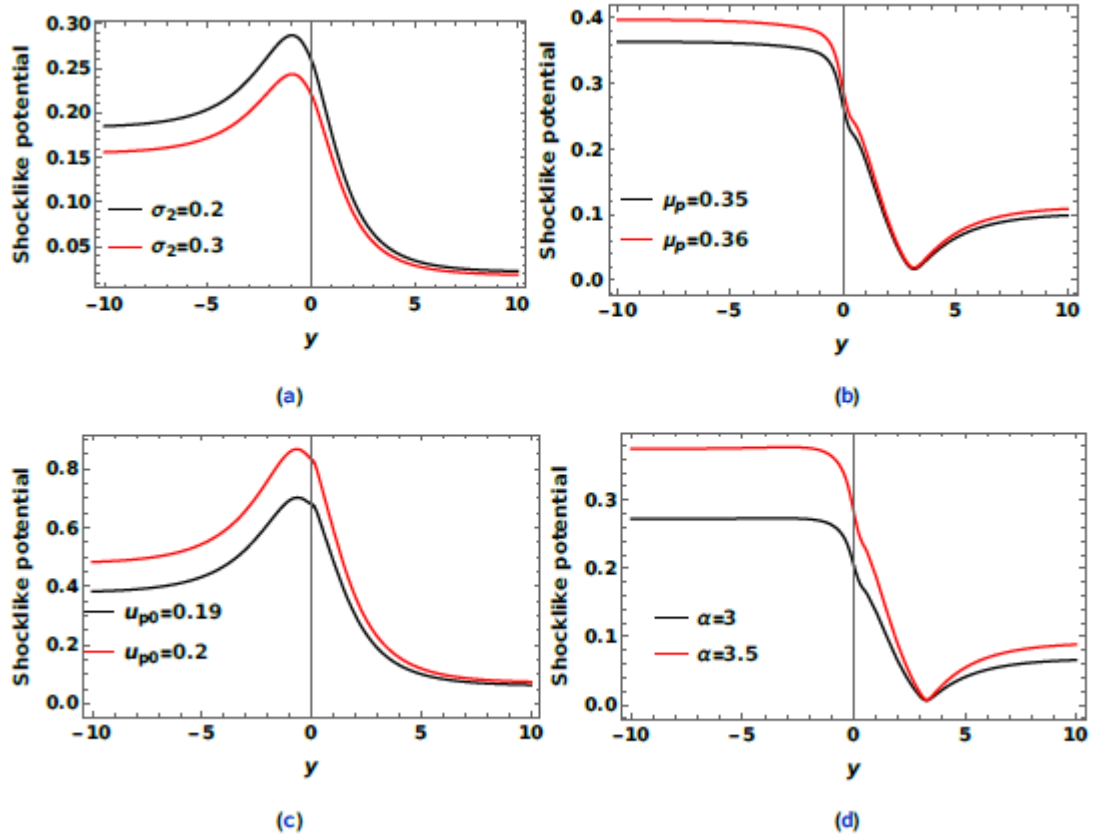 Shocklike potential
0.30
0.25
0.20
0.15
0.10
0.05
σ₂=0.2
σ₂=0.3
−10 −5 0 5 10
y
(a)
Shocklike potential
0.4
0.3
0.2
0.1
0.0
μₚ=0.35
μₚ=0.36
−10 −5 0 5 10
y
(b)
Shocklike potential
0.8
0.6
0.4
0.2
0.0
uₚ₀=0.19
uₚ₀=0.2
−10 −5 0 5 10
y
(c)
Shocklike potential
0.3
0.2
0.1
0.0
α=3
α=3.5
−10 −5 0 5 10
y
(d)